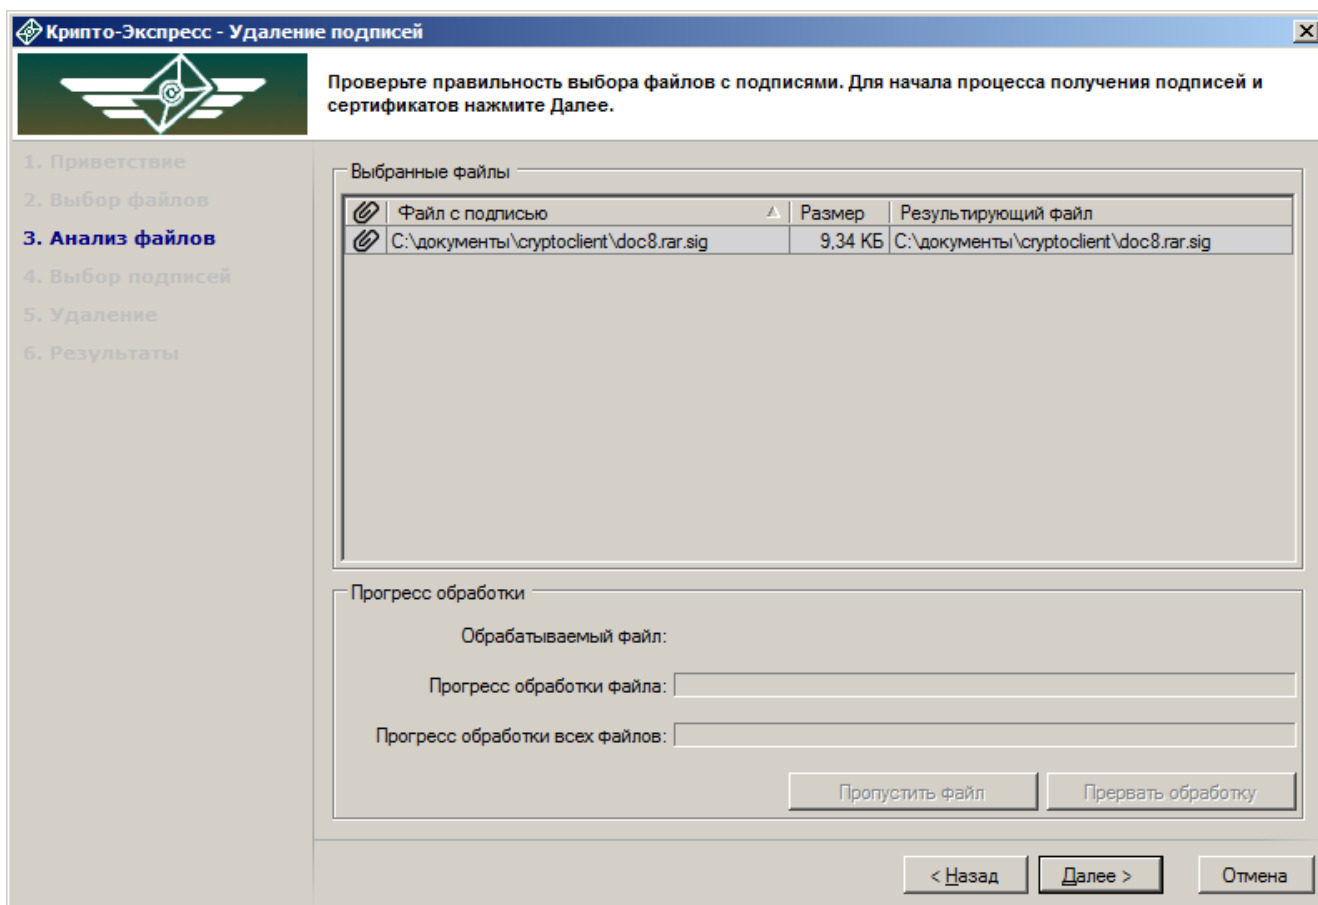 Крипто-Экспресс - Удаление подписей
Проверьте правильность выбора файлов с подписями. Для начала процесса получения подписей и
сертификатов нажмите Далее.
1. Приветствие
2. Выбор файлов
3. Анализ файлов
4. Выбор подписей
5. Удаление
6. Результаты
Выбранные файлы
Файл с подписью Размер Результирующий файл
C:\документы\cryptoclient\doc8.rar.sig 9,34 КБ C:\документы\cryptoclient\doc8.rar.sig
Прогресс обработки
Обрабатываемый файл:
Прогресс обработки файла:
Прогресс обработки всех файлов:
Пропустить файл Прервать обработку
< Назад Далее > Отмена